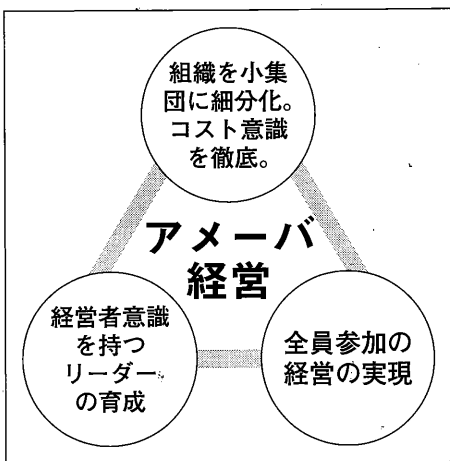 組織を小集
団に細分化。
コスト意識
を徹底。
アメーバ
経営
経営者意識
を持つ
リーダー
の育成
全員参加の
経営の実現